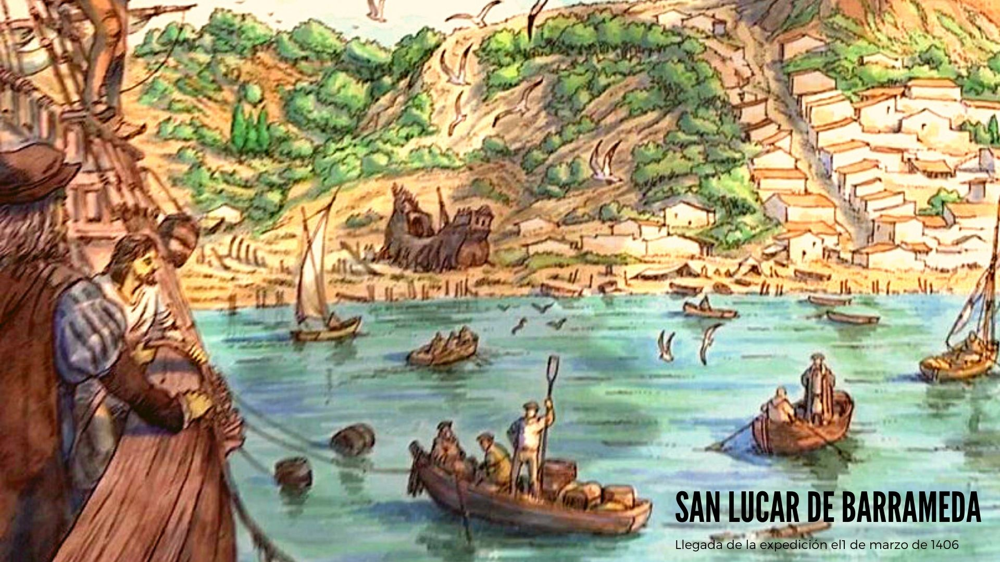 SAN LUCAR DE BARRAMEDA
Llegada de la expedición el1 de marzo de 1406